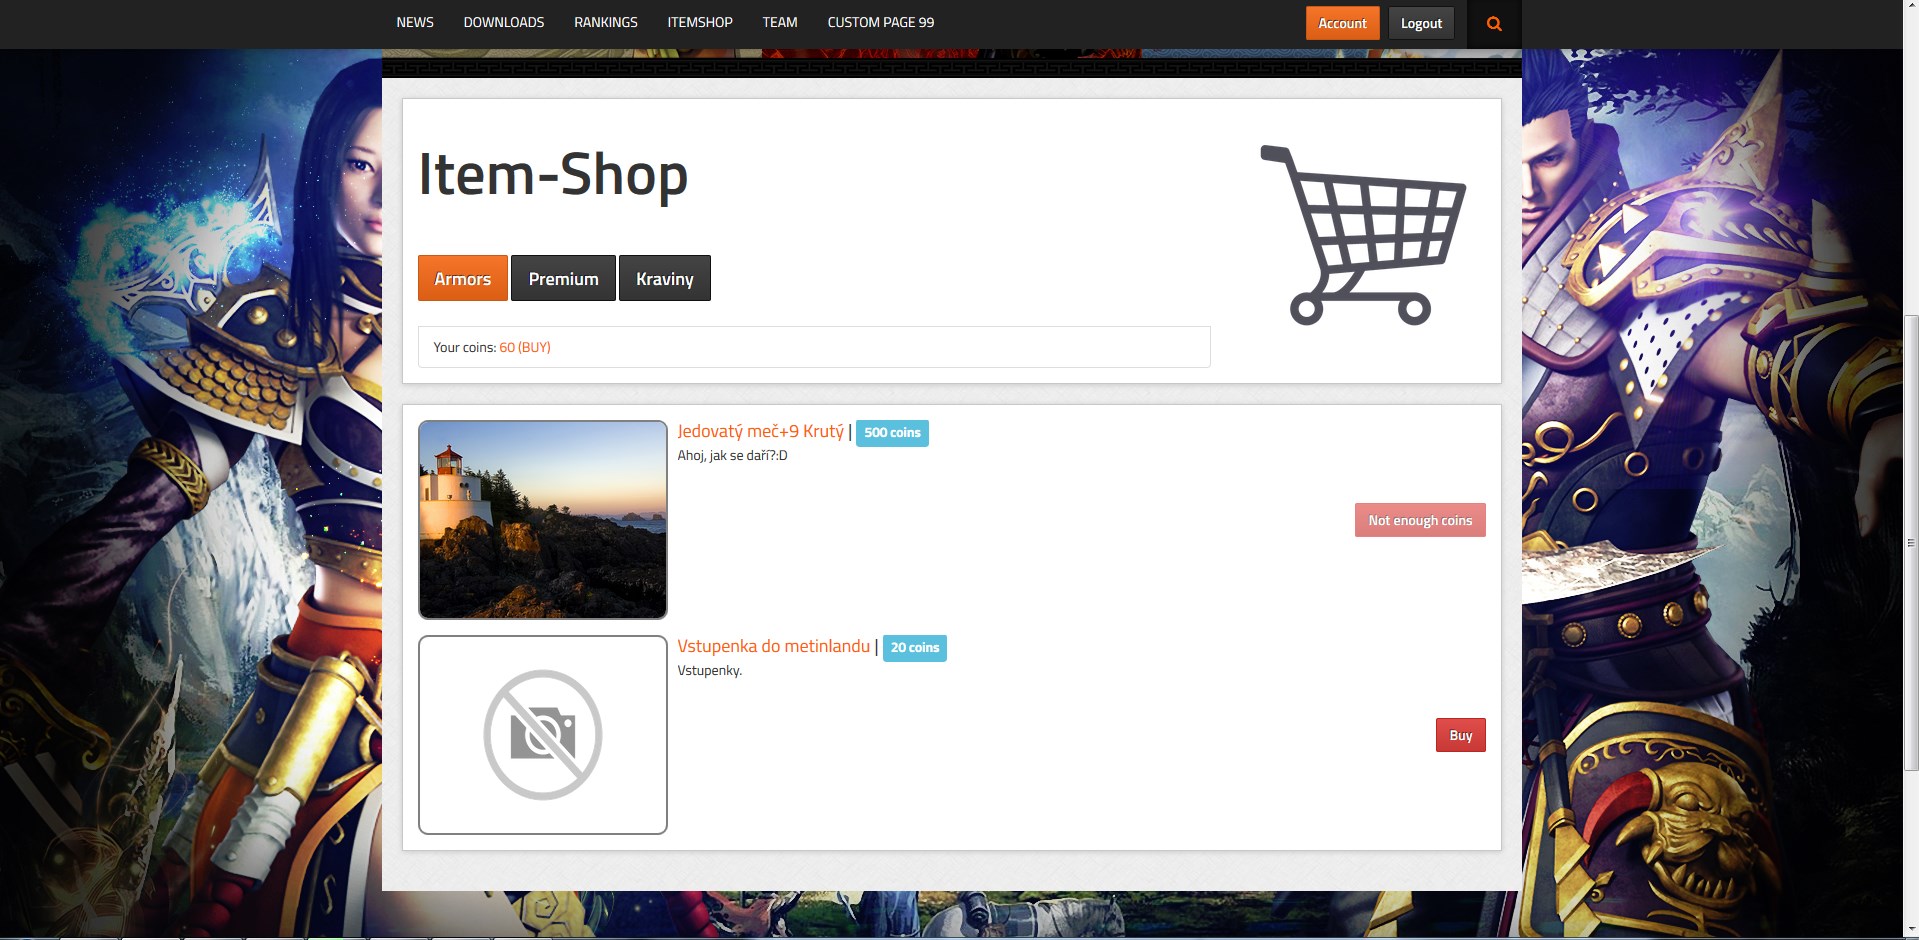 NEWS DOWNLOADS RANKINGS ITEMSHOP TEAM CUSTOM PAGE 99 Account Logout
Item-Shop
Armors Premium Kraviny
Your coins: 60 (BUY)
Jedovatý meč+9 Krutý | 500 coins
Ahoj, jak se daří?:D
Not enough coins
Vstupenka do metinlandu | 20 coins
Vstupenky.
Buy